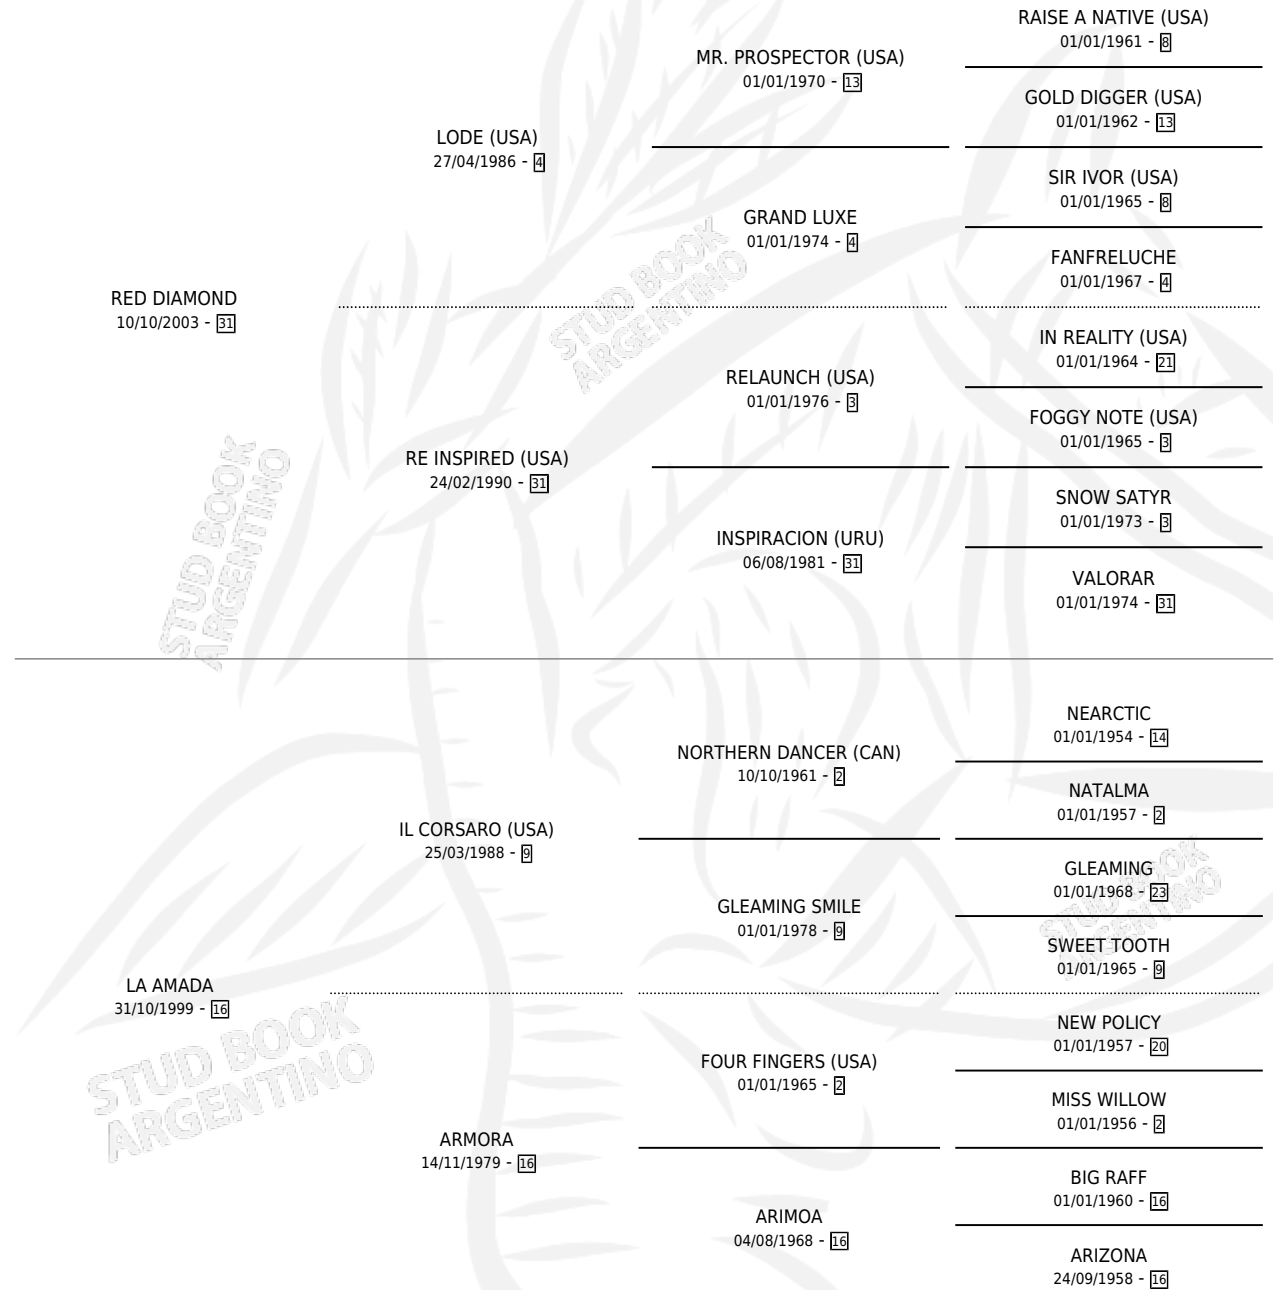 RAISE A NATIVE (USA)
01/01/1961 - 8
MR. PROSPECTOR (USA)
01/01/1970 - 13
GOLD DIGGER (USA)
01/01/1962 - 13
LODE (USA)
27/04/1986 - 4
SIR IVOR (USA)
01/01/1965 - 8
GRAND LUXE
01/01/1974 - 4
FANFRELUCHE
01/01/1967 - 4
RED DIAMOND
10/10/2003 - 31
IN REALITY (USA)
01/01/1964 - 21
RELAUNCH (USA)
01/01/1976 - 3
FOGGY NOTE (USA)
01/01/1965 - 3
RE INSPIRED (USA)
24/02/1990 - 31
SNOW SATYR
01/01/1973 - 3
INSPIRACION (URU)
06/08/1981 - 31
VALORAR
01/01/1974 - 31
NEARCTIC
01/01/1954 - 14
NORTHERN DANCER (CAN)
10/10/1961 - 2
NATALMA
01/01/1957 - 2
IL CORSARO (USA)
25/03/1988 - 9
GLEAMING
01/01/1968 - 23
GLEAMING SMILE
01/01/1978 - 9
SWEET TOOTH
01/01/1965 - 9
LA AMADA
31/10/1999 - 16
NEW POLICY
01/01/1957 - 20
FOUR FINGERS (USA)
01/01/1965 - 2
MISS WILLOW
01/01/1956 - 2
ARMORA
14/11/1979 - 16
BIG RAFF
01/01/1960 - 16
ARIMOA
04/08/1968 - 16
ARIZONA
24/09/1958 - 16
STUD BOOK
ARGENTINO
STUD BOOK
ARGENTINO
STUD BOOK
ARGENTINO
STUD BOOK
ARGENTINO